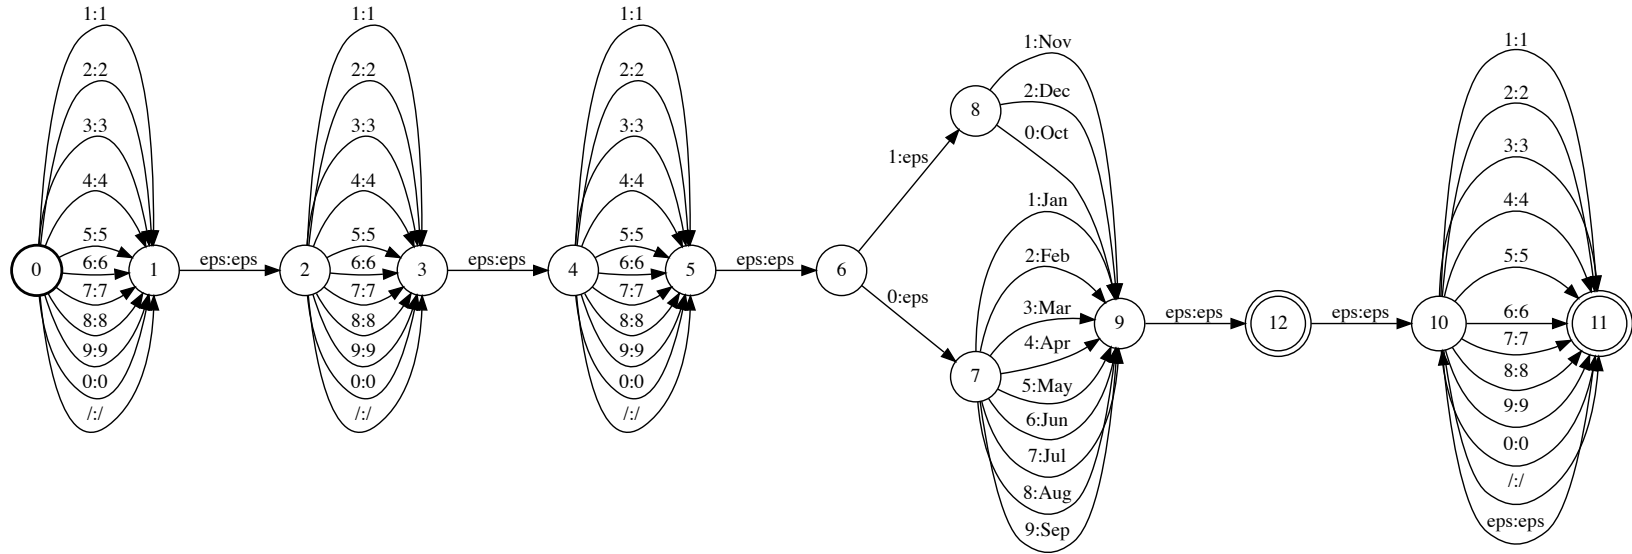 1:1
2:2
3:3
4:4
5:5
6:6
7:7
8:8
9:9
0:0
/:/
0
1
eps:eps
1:1
2:2
3:3
4:4
5:5
6:6
7:7
8:8
9:9
0:0
/:/
2
3
eps:eps
1:1
2:2
3:3
4:4
5:5
6:6
7:7
8:8
9:9
0:0
/:/
4
5
eps:eps
6
1:eps
0:eps
8
1:Nov
2:Dec
0:Oct
7
1:Jan
2:Feb
3:Mar
4:Apr
5:May
6:Jun
7:Jul
8:Aug
9:Sep
9
eps:eps
12
eps:eps
10
1:1
2:2
3:3
4:4
5:5
6:6
7:7
8:8
9:9
0:0
/:/
eps:eps
11